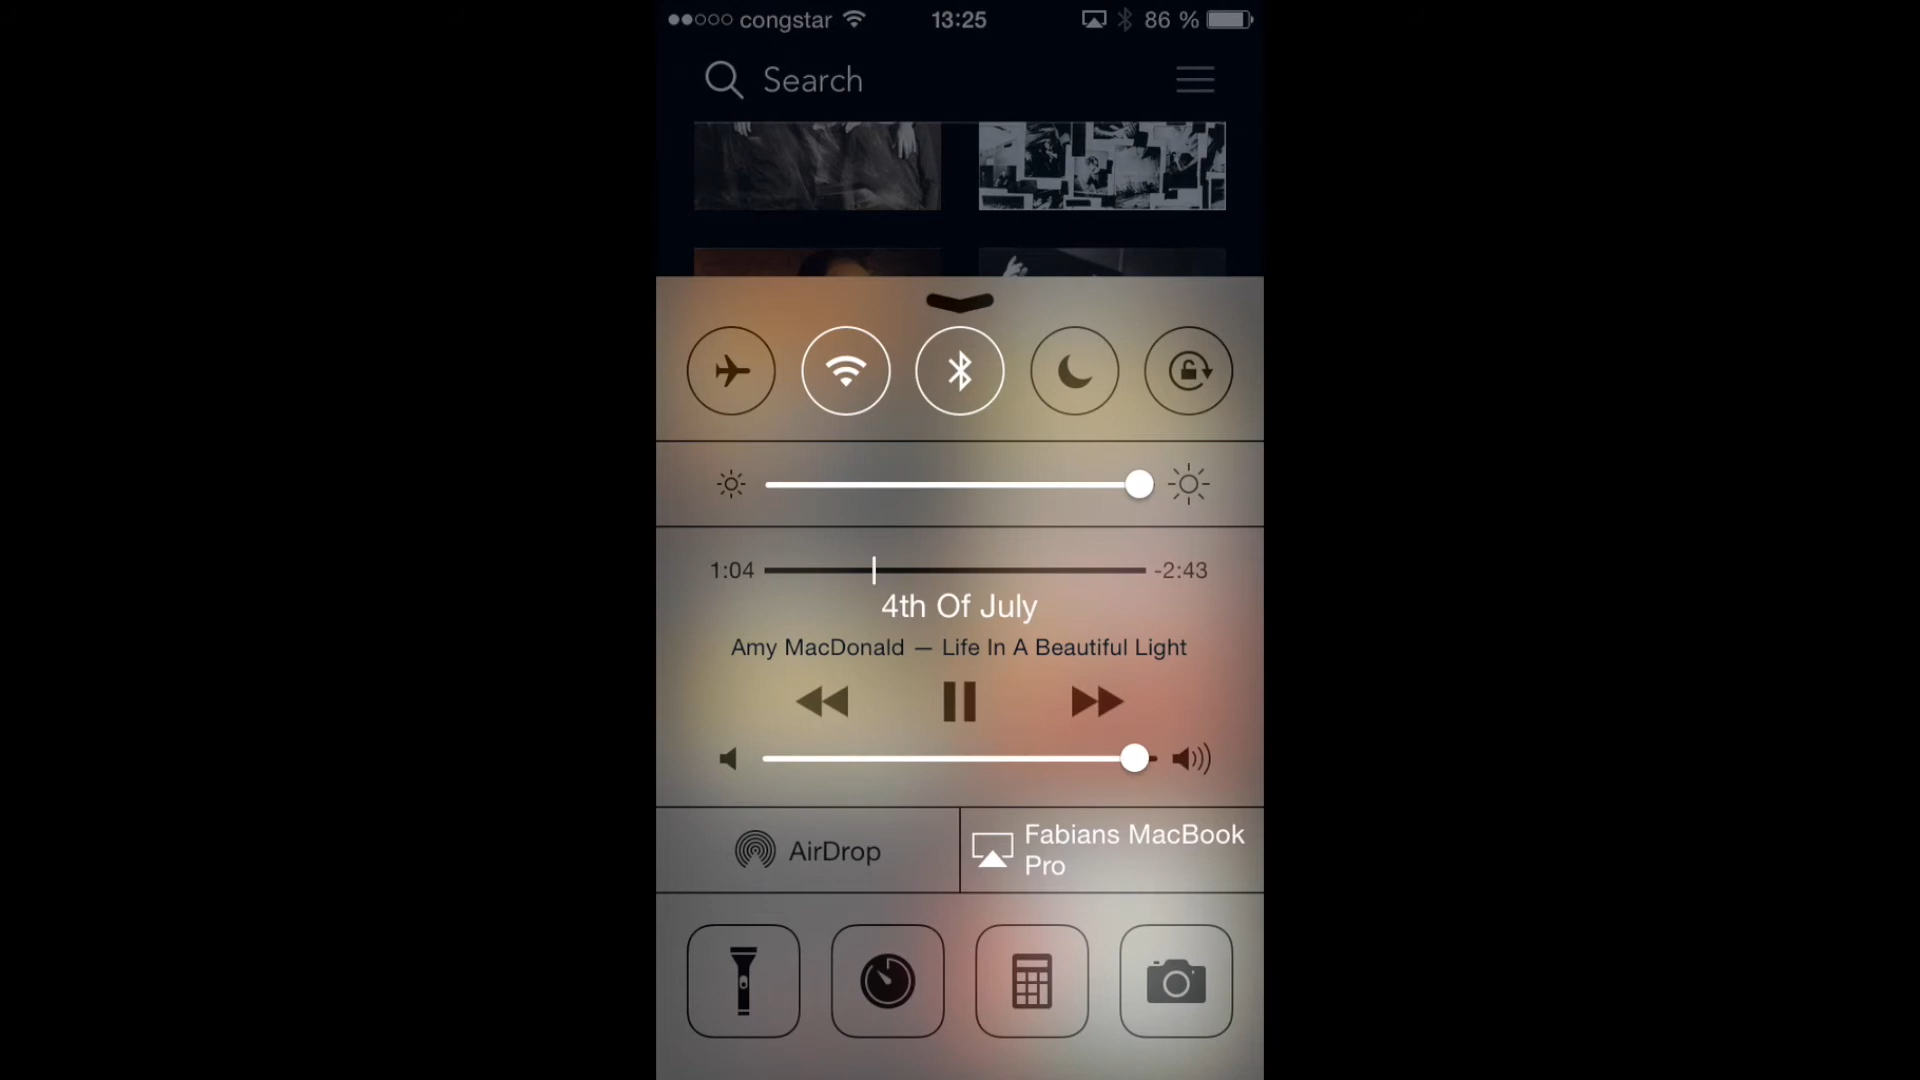 congstar 13:25 86 %
Search
1:04 -2:43
4th Of July
Amy MacDonald — Life In A Beautiful Light
AirDrop
Fabians MacBook
Pro